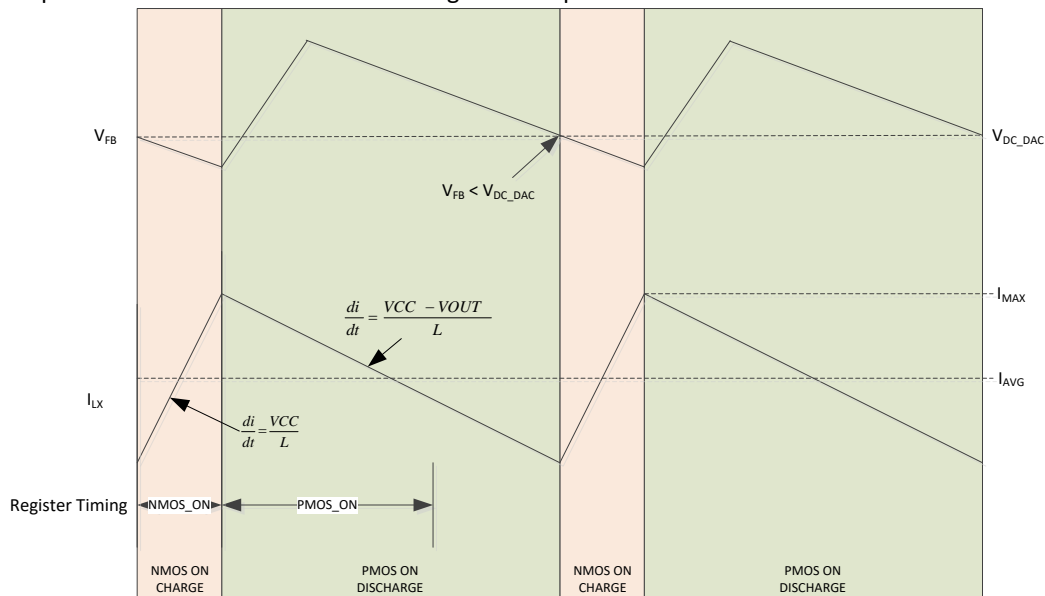 V_FB
V_DC_DAC
V_FB < V_DC_DAC
I_MAX
di/dt = VCC - VOUT / L
I_AVG
I_LX
di/dt = VCC / L
Register Timing
NMOS_ON
PMOS_ON
NMOS ON
CHARGE
PMOS ON
DISCHARGE
NMOS ON
CHARGE
PMOS ON
DISCHARGE